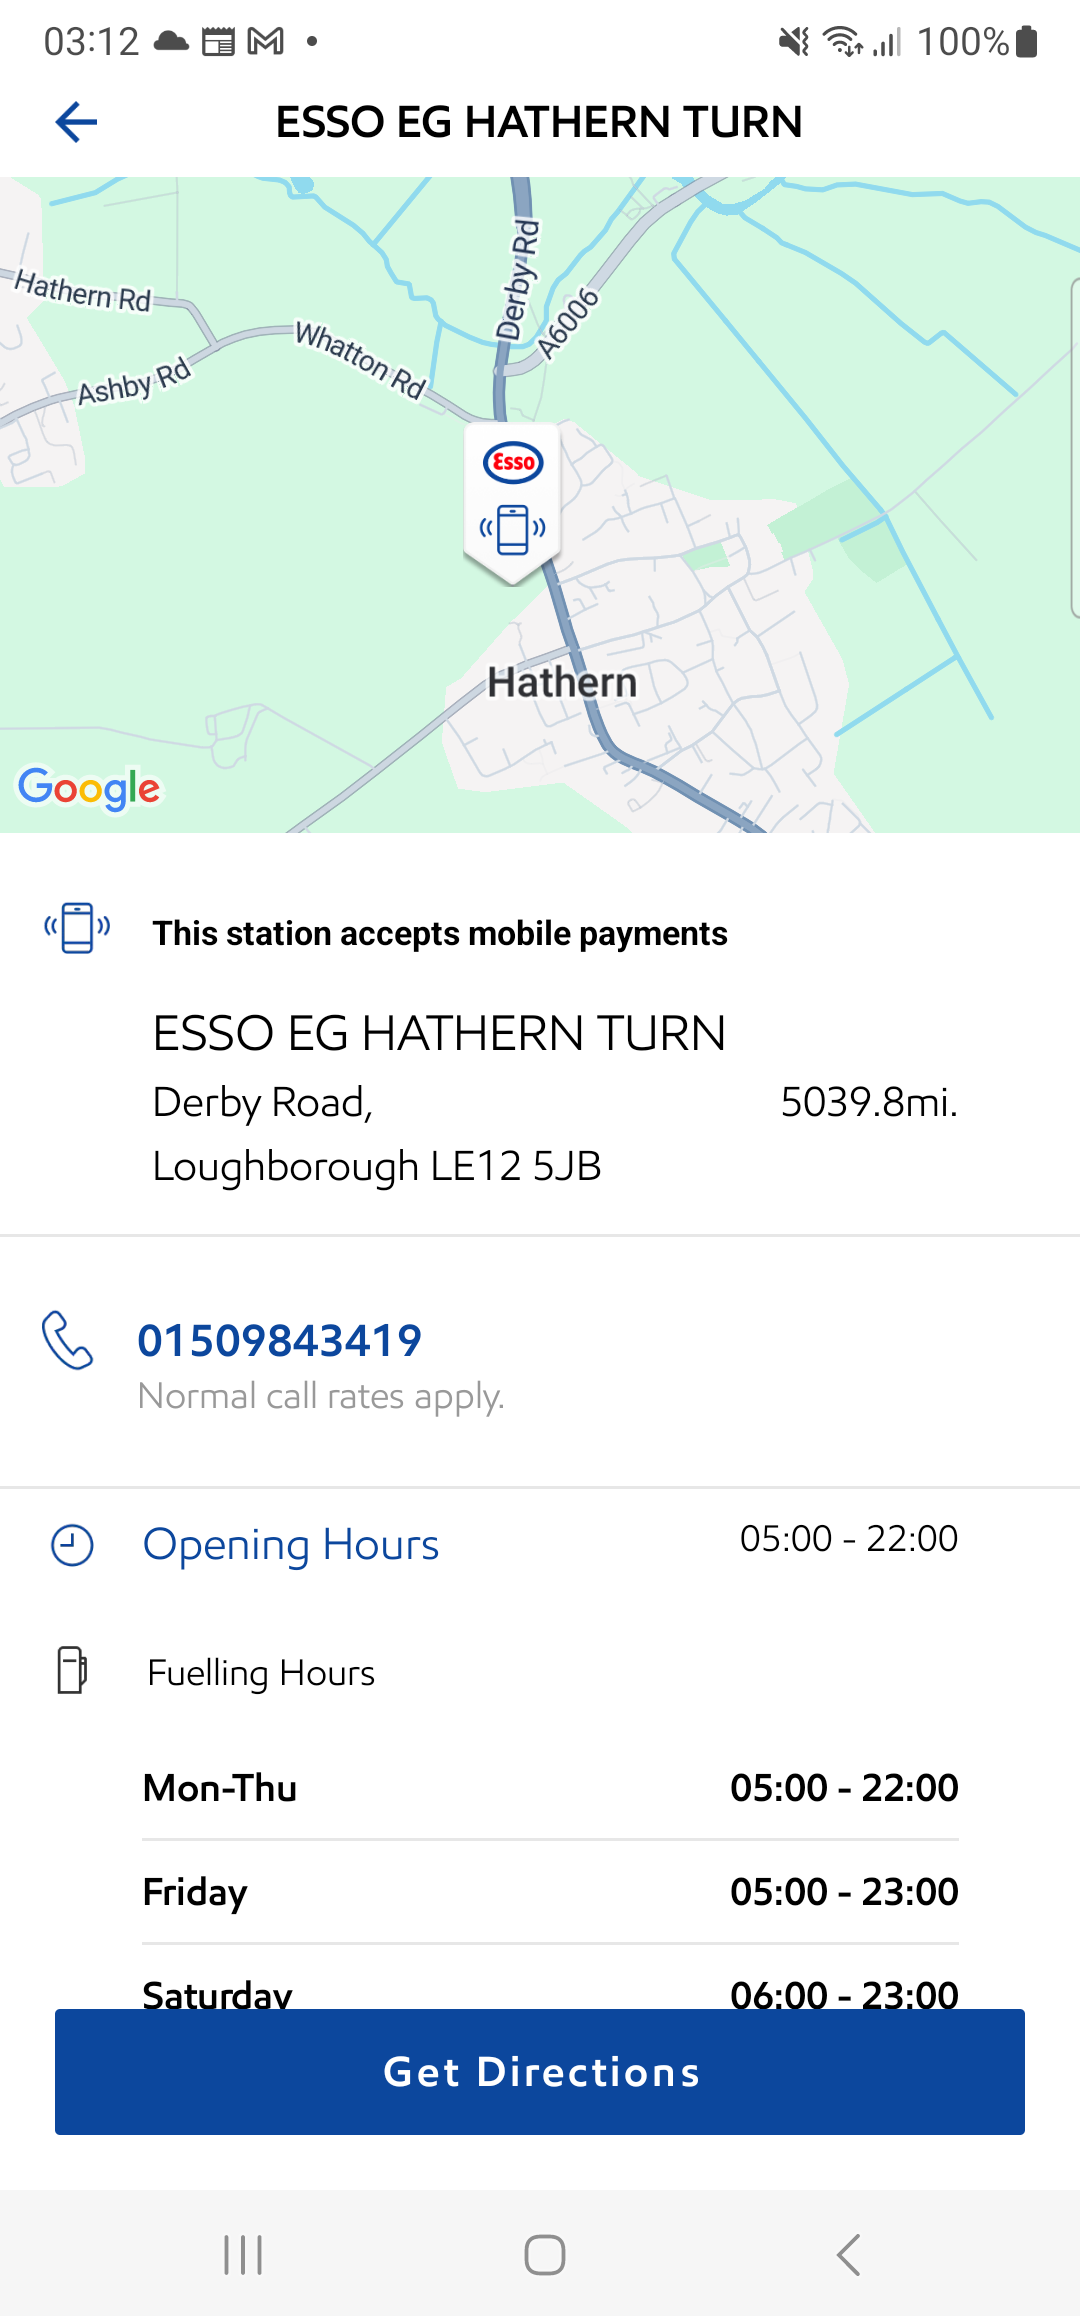 03:12
100%
ESSO EG HATHERN TURN
Hathern Rd
Derby Rd
A6006
Whatton Rd
Ashby Rd
Esso
Hathern
Google
This station accepts mobile payments
ESSO EG HATHERN TURN
Derby Road, 5039.8mi.
Loughborough LE12 5JB
01509843419
Normal call rates apply.
Opening Hours 05:00 - 22:00
Fuelling Hours
Mon-Thu 05:00 - 22:00
Friday 05:00 - 23:00
Saturday 06:00 - 23:00
Get Directions